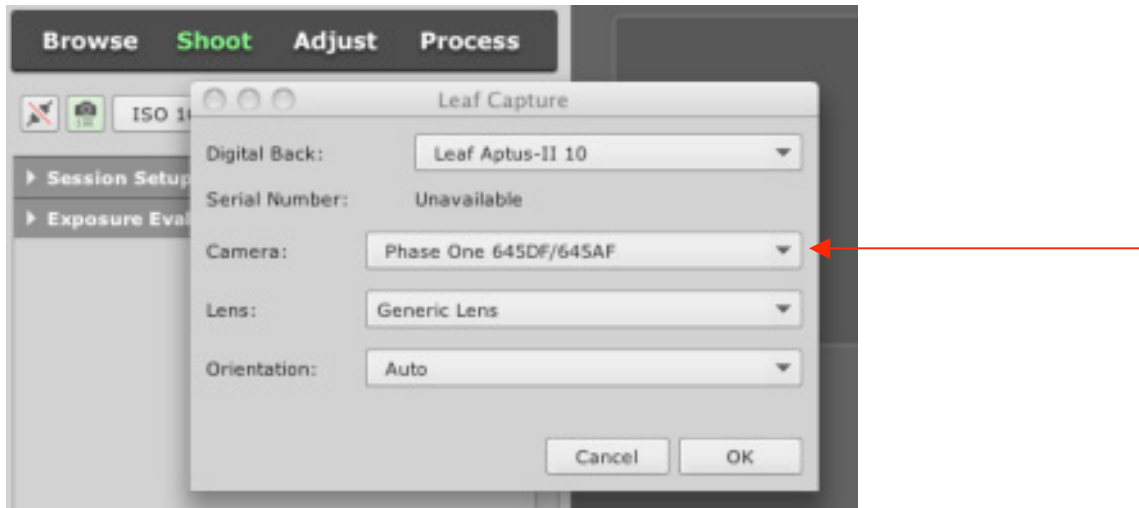 Browse Shoot Adjust Process
ISO
Leaf Capture
Digital Back: Leaf Aptus-II 10
Session Setup
Serial Number: Unavailable
Exposure
Camera: Phase One 645DF/645AF
Lens: Generic Lens
Orientation: Auto
Cancel OK